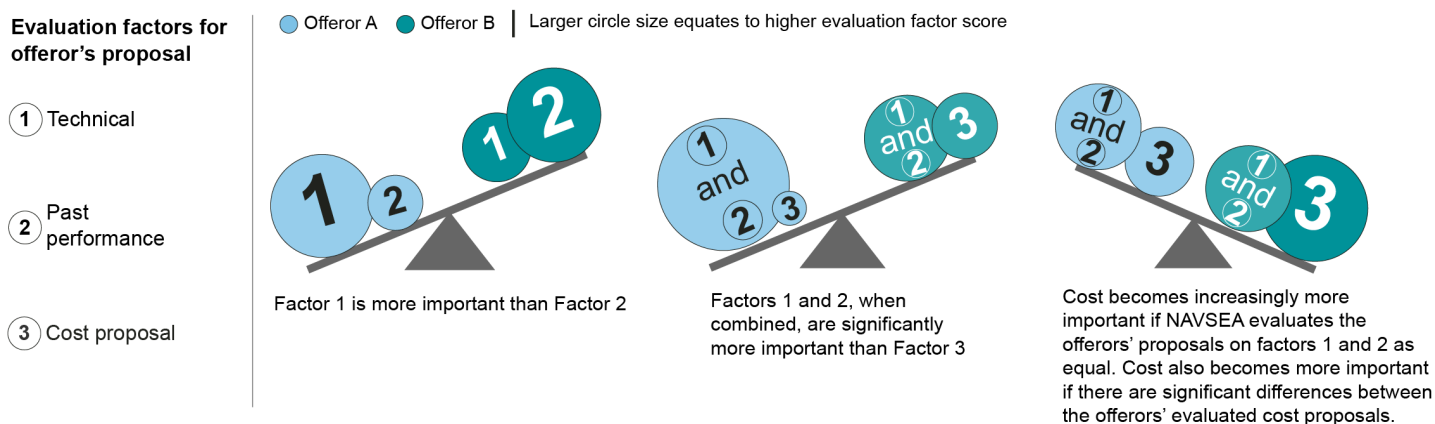 Evaluation factors for
offeror's proposal
1 Technical
2 Past
performance
3 Cost proposal
Offeror A Offeror B | Larger circle size equates to higher evaluation factor score
1 2 1 2
Factor 1 is more important than Factor 2
1
and
2
3
1
and
2
3
Factors 1 and 2, when
combined, are significantly
more important than Factor 3
1
and
2
3
1
and
2
3
Cost becomes increasingly more
important if NAVSEA evaluates the
offerors' proposals on factors 1 and 2 as
equal. Cost also becomes more important
if there are significant differences between
the offerors' evaluated cost proposals.